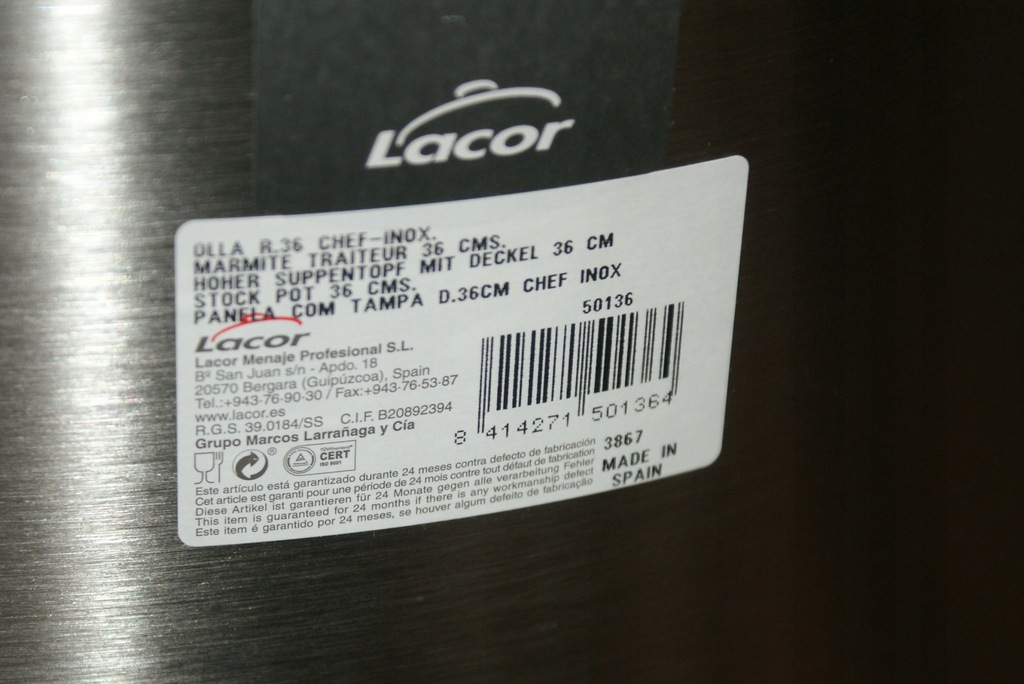 Lacor
OLLA R.36 CHEF-INOX.
MARMITE TRAITEUR 36 CMS.
HOHER SUPPENTOPF MIT DECKEL 36 CM
STOCK POT 36 CMS.
PANELA COM TAMPA D.36CM CHEF INOX
50136
Lacor
Lacor Menaje Profesional S.L.
Bº San Juan s/n - Apdo. 18
20570 Bergara (Guipúzcoa), Spain
Tel.:+943-76-90-30 / Fax:+943-76-53-87
www.lacor.es
R.G.S. 39.0184/SS C.I.F. B20892394
Grupo Marcos Larrañaga y Cía
8 414271 501364
CERT
ISO 9001
Este artículo está garantizado durante 24 meses contra defecto de fabricación
Cet article est garanti pour une période de 24 mois contre tout défaut de fabrication
Diese Artikel ist garantieren für 24 Monate gegen alle verarbeitung Fehler
This item is guaranteed for 24 months if there is any workmanship defect
Este item é garantido por 24 meses, se houver algum defeito de fabricação
3867
MADE IN
SPAIN